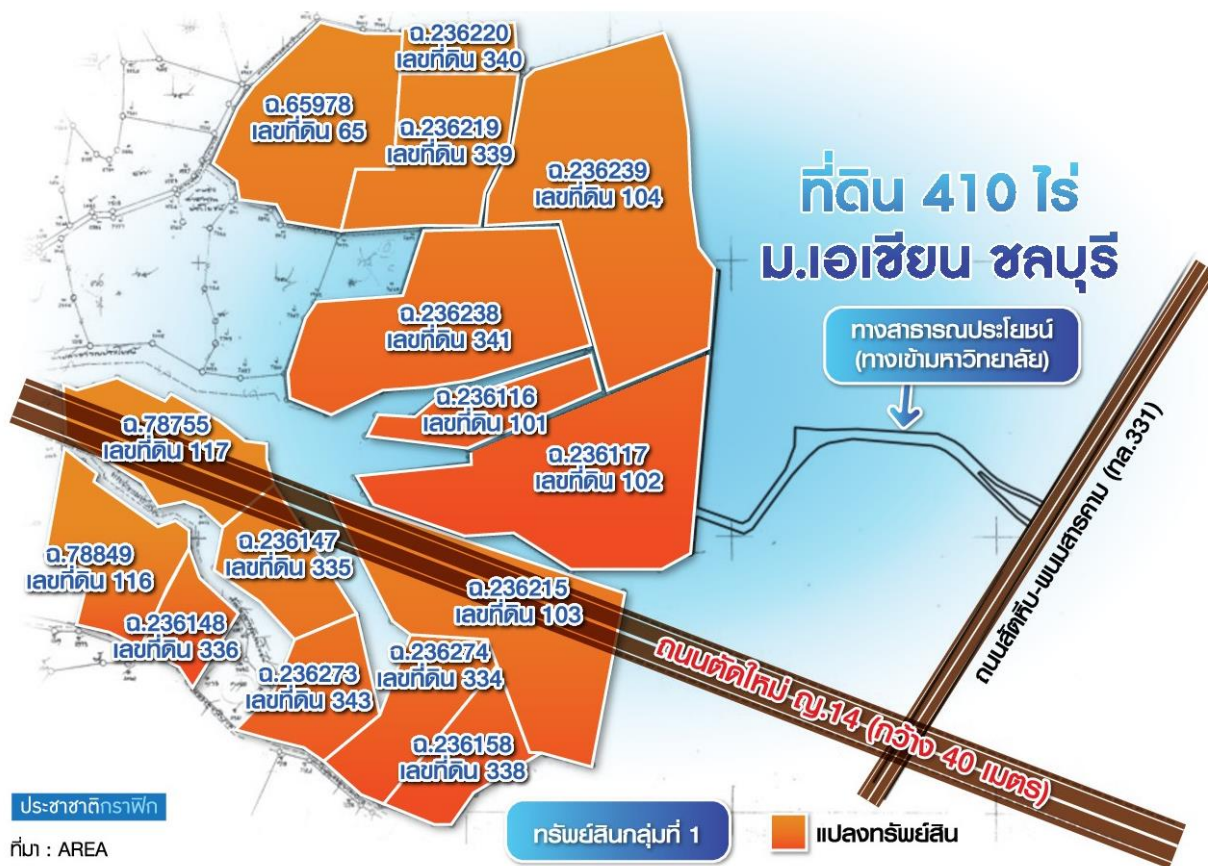 ฉ.236220
เลขที่ดิน 340
ฉ.65978
เลขที่ดิน 65
ฉ.236219
เลขที่ดิน 339
ฉ.236239
เลขที่ดิน 104
ที่ดิน 410 ไร่
ม.เอเชียน ชลบุรี
ฉ.236238
เลขที่ดิน 341
ทางสาธารณประโยชน์
(ทางเข้ามหาวิทยาลัย)
ฉ.236116
เลขที่ดิน 101
ฉ.78755
เลขที่ดิน 117
ฉ.236117
เลขที่ดิน 102
ถนนสัตหีบ-พนมสารคาม (ทล.331)
ฉ.236147
เลขที่ดิน 335
ฉ.78849
เลขที่ดิน 116
ฉ.236215
เลขที่ดิน 103
ฉ.236148
เลขที่ดิน 336
ฉ.236273
เลขที่ดิน 343
ฉ.236274
เลขที่ดิน 334
ถนนตัดใหม่ ญ.14 (กว้าง 40 เมตร)
ฉ.236158
เลขที่ดิน 338
ประชาชาติกราฟิก
ที่มา : AREA
ทรัพย์สินกลุ่มที่ 1
แปลงทรัพย์สิน